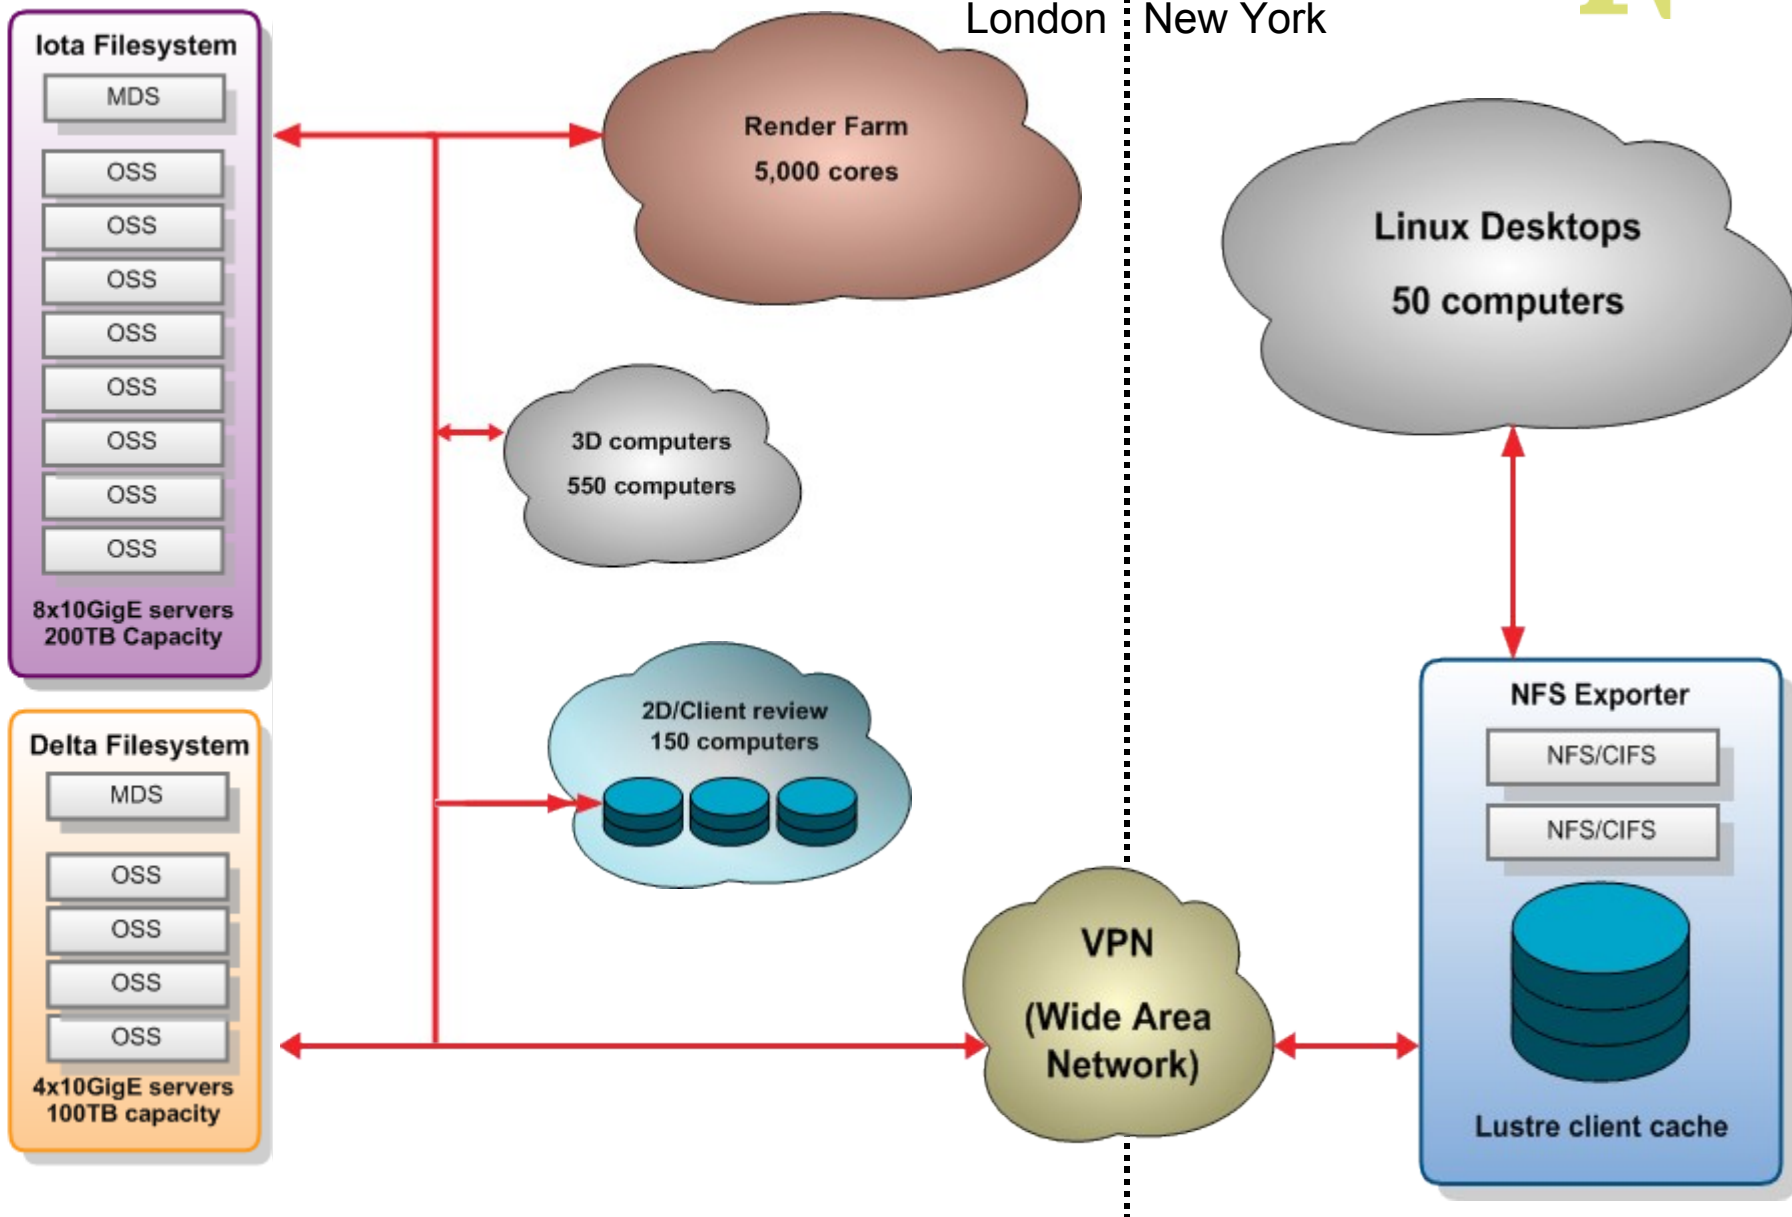 London
New York
Iota Filesystem
MDS
OSS
OSS
OSS
OSS
OSS
OSS
OSS
OSS
8x10GigE servers
200TB Capacity
Delta Filesystem
MDS
OSS
OSS
OSS
OSS
4x10GigE servers
100TB capacity
Render Farm
5,000 cores
3D computers
550 computers
2D/Client review
150 computers
VPN
(Wide Area
Network)
Linux Desktops
50 computers
NFS Exporter
NFS/CIFS
NFS/CIFS
Lustre client cache